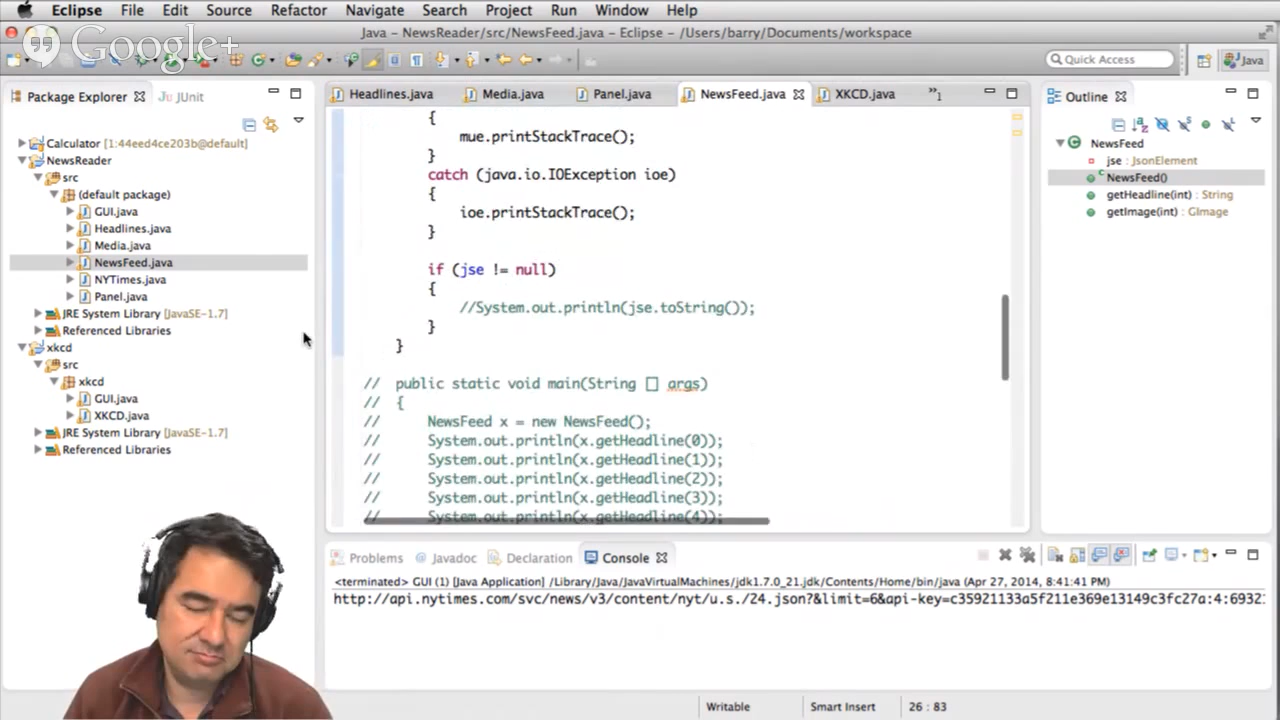 Eclipse File Edit Source Refactor Navigate Search Project Run Window Help
Google+
Java - NewsReader/src/NewsFeed.java - Eclipse - /Users/barry/Documents/workspace
Quick Access
Java
Package Explorer
JUnit
Calculator [1:44eed4ce203b@default]
NewsReader
src
(default package)
GUI.java
Headlines.java
Media.java
NewsFeed.java
NYTimes.java
Panel.java
JRE System Library [JavaSE-1.7]
Referenced Libraries
xkcd
src
xkcd
GUI.java
XKCD.java
JRE System Library [JavaSE-1.7]
Referenced Libraries
Headlines.java Media.java Panel.java NewsFeed.java XKCD.java »1
{
mue.printStackTrace();
}
catch (java.io.IOException ioe)
{
ioe.printStackTrace();
}
if (jse != null)
{
//System.out.println(jse.toString());
}
}
// public static void main(String [] args)
// {
// NewsFeed x = new NewsFeed();
// System.out.println(x.getHeadline(0));
// System.out.println(x.getHeadline(1));
// System.out.println(x.getHeadline(2));
// System.out.println(x.getHeadline(3));
// System.out.println(x.getHeadline(4));
Outline
NewsFeed
jse : JsonElement
NewsFeed()
getHeadline(int) : String
getImage(int) : GImage
Problems @ Javadoc Declaration Console
<terminated> GUI (1) [Java Application] /Library/Java/JavaVirtualMachines/jdk1.7.0_21.jdk/Contents/Home/bin/java (Apr 27, 2014, 8:41:41 PM)
http://api.nytimes.com/svc/news/v3/content/nyt/u.s./24.json?&limit=6&api-key=c35921133a5f211e369e13149c3fc27a:4:6932
Writable Smart Insert 26 : 83